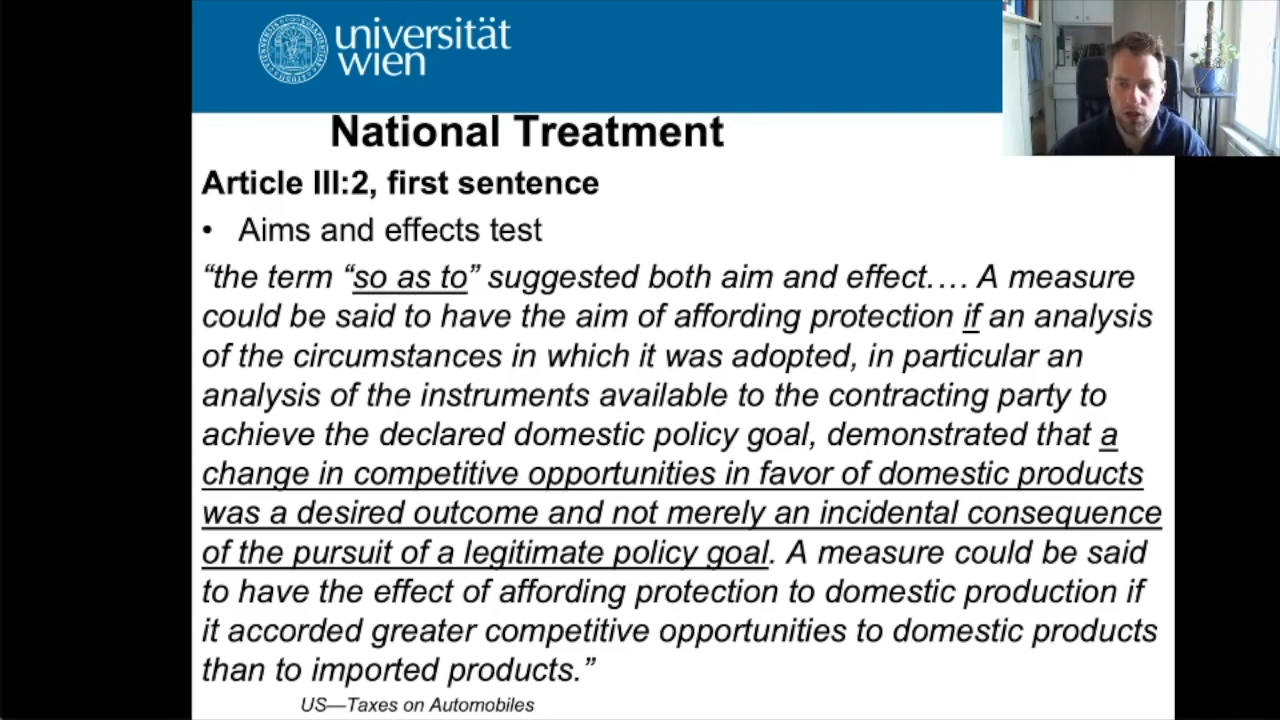 universität
wien
National Treatment
Article III:2, first sentence
• Aims and effects test
“the term “so as to” suggested both aim and effect…. A measure
could be said to have the aim of affording protection if an analysis
of the circumstances in which it was adopted, in particular an
analysis of the instruments available to the contracting party to
achieve the declared domestic policy goal, demonstrated that a
change in competitive opportunities in favor of domestic products
was a desired outcome and not merely an incidental consequence
of the pursuit of a legitimate policy goal. A measure could be said
to have the effect of affording protection to domestic production if
it accorded greater competitive opportunities to domestic products
than to imported products.”
US—Taxes on Automobiles